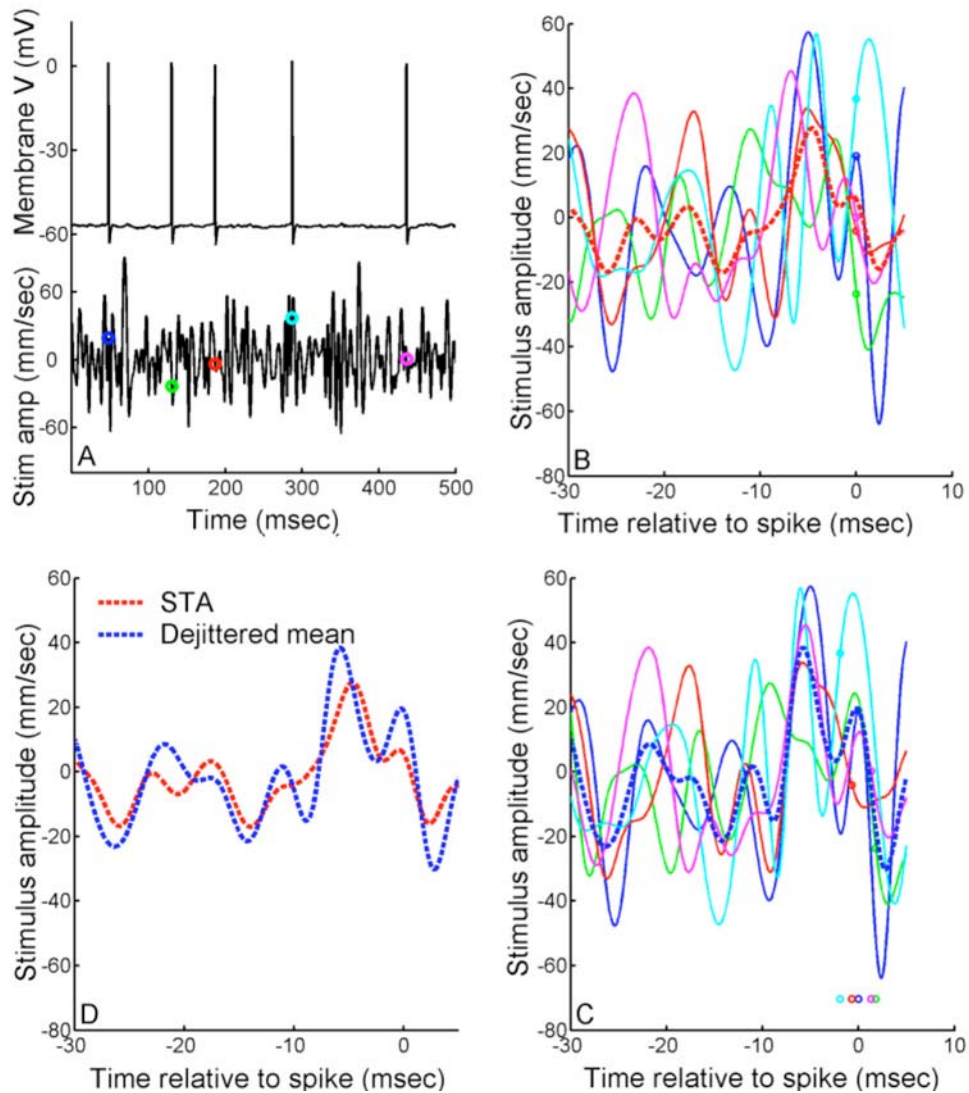 Membrane V (mV)
0
-30
-60
Stim amp (mm/sec)
60
0
-60
A
100 200 300 400 500
Time (msec)
Stimulus amplitude (mm/sec)
60
40
20
0
-20
-40
-60
-80
B
-30 -20 -10 0 10
Time relative to spike (msec)
Stimulus amplitude (mm/sec)
60
40
20
0
-20
-40
-60
-80
STA
Dejittered mean
D
-30 -20 -10 0
Time relative to spike (msec)
Stimulus amplitude (mm/sec)
60
40
20
0
-20
-40
-60
-80
C
-30 -20 -10 0 10
Time relative to spike (msec)